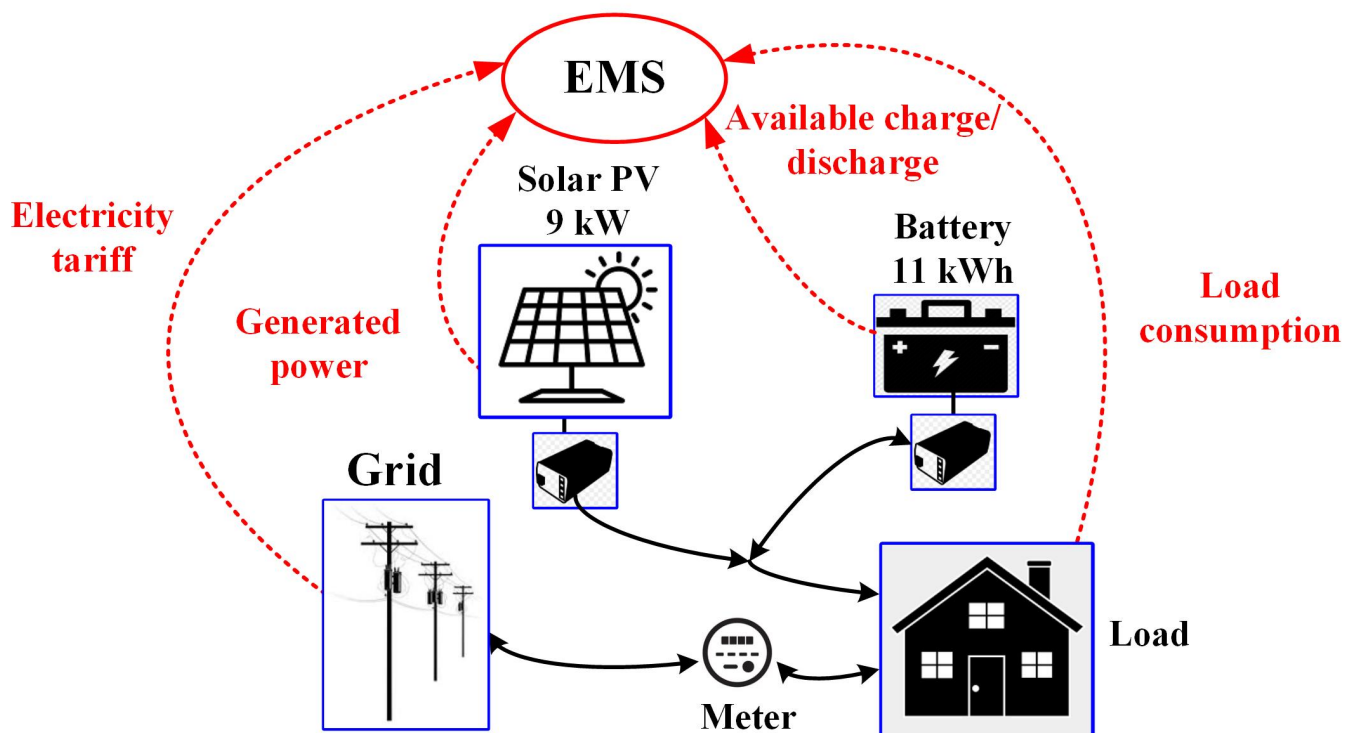 EMS
Available charge/
discharge
Solar PV
9 kW
Electricity
tariff
Battery
11 kWh
Load
consumption
Generated
power
Grid
Load
Meter